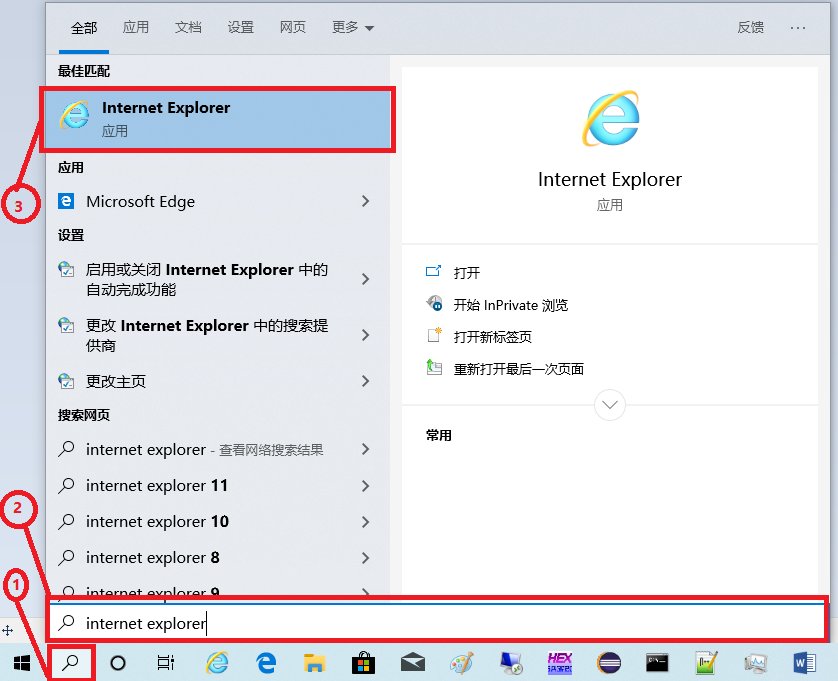 全部 应用 文档 设置 网页 更多 反馈 ...
最佳匹配
Internet Explorer
应用
应用
Microsoft Edge
设置
启用或关闭 Internet Explorer 中的
自动完成功能
更改 Internet Explorer 中的搜索提
供商
更改主页
搜索网页
internet explorer - 查看网络搜索结果
internet explorer 11
internet explorer 10
internet explorer 8
internet explorer 9
internet explorer
Internet Explorer
应用
打开
开始 InPrivate 浏览
打开新标签页
重新打开最后一次页面
常用
3
2
1
HEX